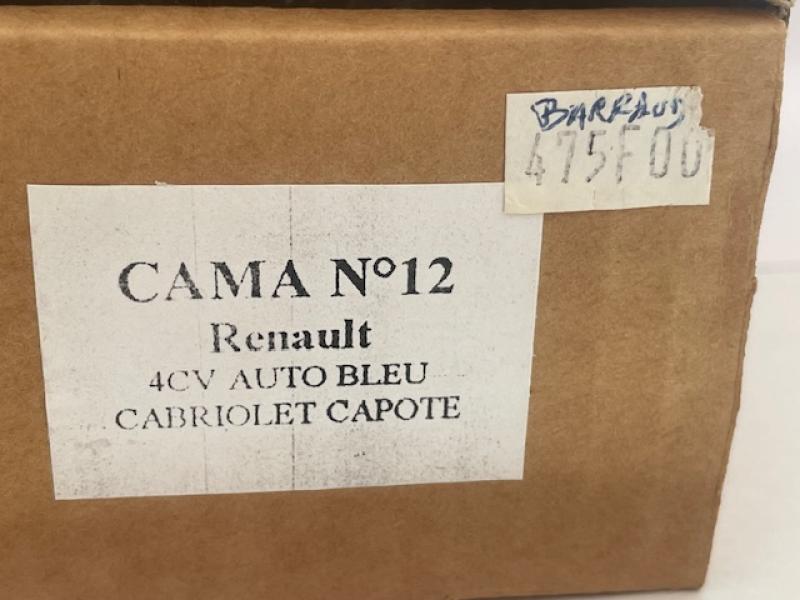 BARRAUD
475F00
CAMA N°12
Renault
4CV AUTO BLEU
CABRIOLET CAPOTE